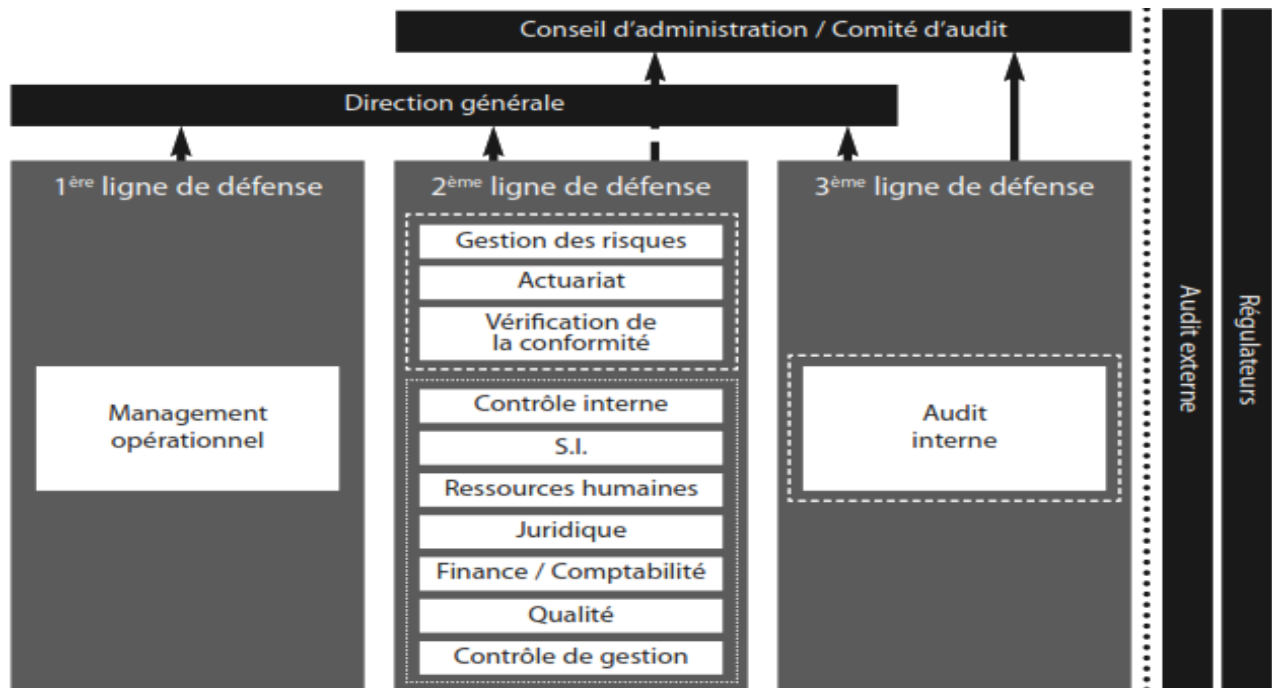 Conseil d'administration / Comité d'audit
Direction générale
1ère ligne de défense
Management
opérationnel
2ème ligne de défense
Gestion des risques
Actuariat
Vérification de
la conformité
Contrôle interne
S.I.
Ressources humaines
Juridique
Finance / Comptabilité
Qualité
Contrôle de gestion
3ème ligne de défense
Audit
interne
Audit externe
Régulateurs